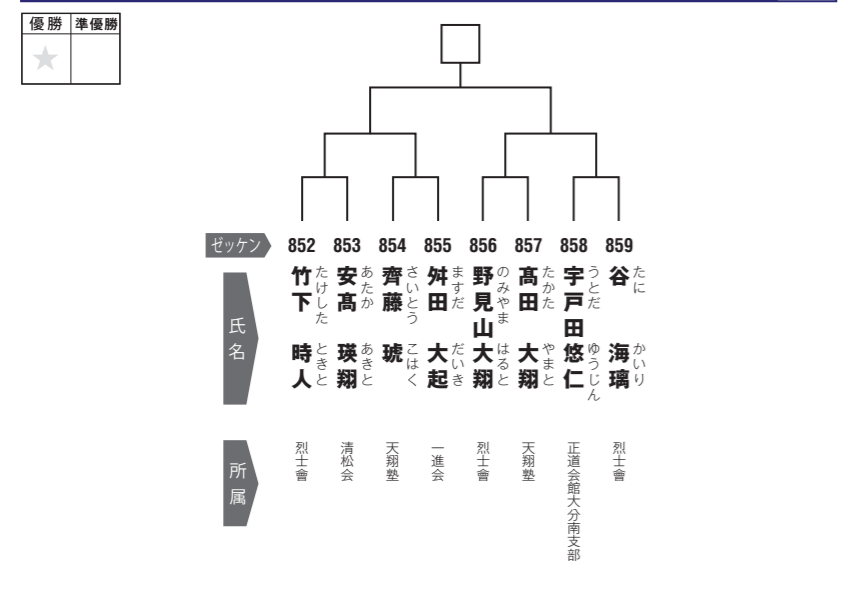 優勝 準優勝
★
ゼッケン 852 853 854 855 856 857 858 859
氏名
竹下 時人 たけした ときと
安髙 瑛翔 あたか あきと
齊藤 琥 さいとう こはく
舛田 大起 ますだ だいき
野見山 大翔 のみやま はると
髙田 大翔 たかた やまと
宇戸田 悠仁 うとだ ゆうじん
谷 海璃 たに かいり
所属
烈士會
清松会
天翔塾
一進会
烈士會
天翔塾
正道会館大分南支部
烈士會